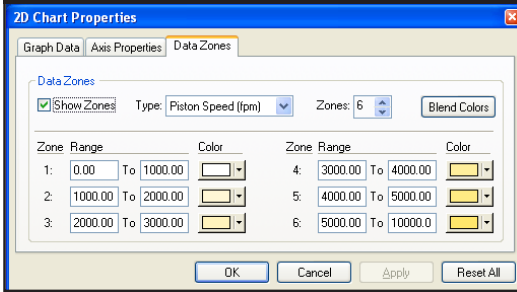 2D Chart Properties
Graph Data Axis Properties Data Zones
Data Zones
Show Zones Type: Piston Speed (fpm) Zones: 6 Blend Colors
Zone Range Color Zone Range Color
1: 0.00 To 1000.00 4: 3000.00 To 4000.00
2: 1000.00 To 2000.00 5: 4000.00 To 5000.00
3: 2000.00 To 3000.00 6: 5000.00 To 10000.0
OK Cancel Apply Reset All